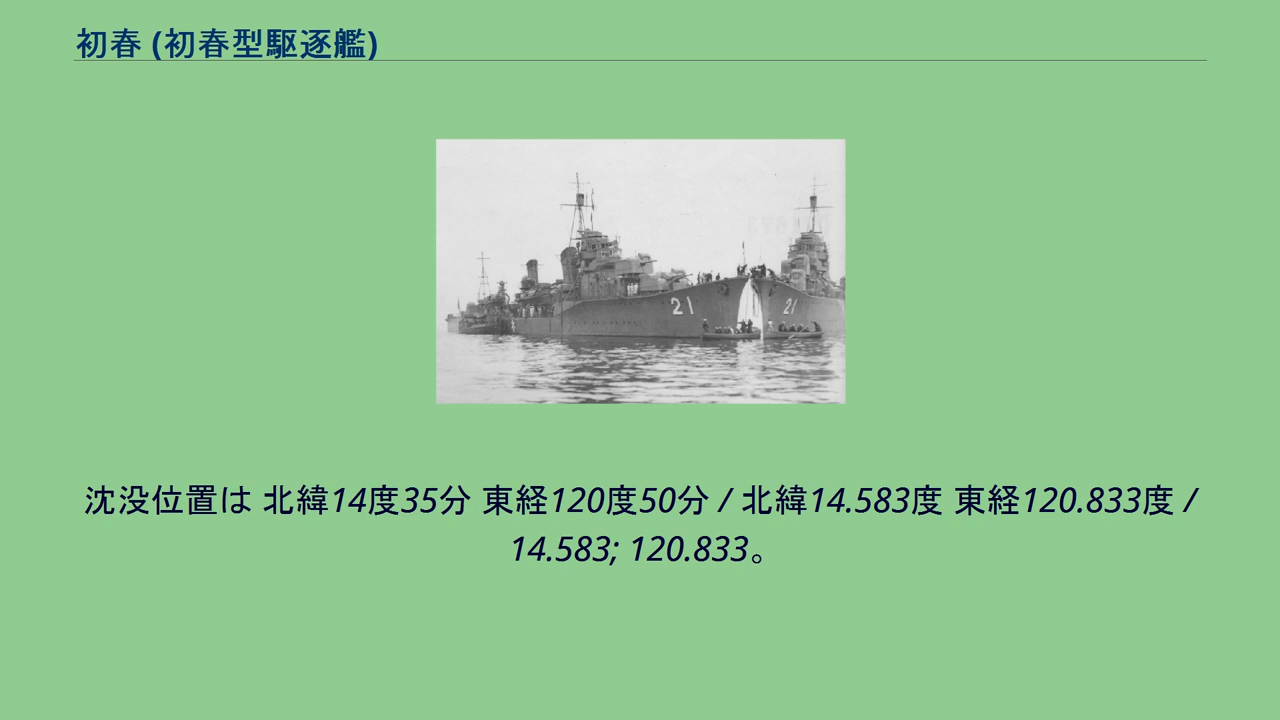 初春 (初春型駆逐艦)
21
21
沈没位置は 北緯14度35分 東経120度50分 / 北緯14.583度 東経120.833度 /
14.583; 120.833。